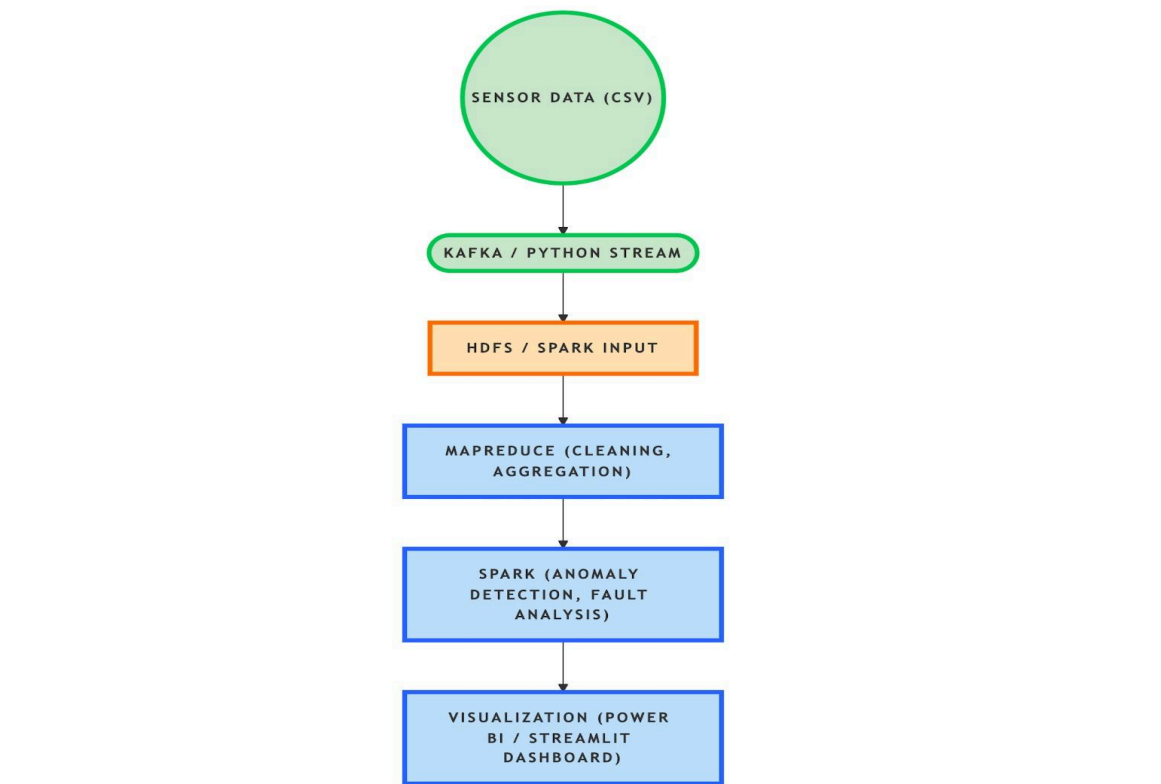 SENSOR DATA (CSV)
KAFKA / PYTHON STREAM
HDFS / SPARK INPUT
MAPREDUCE (CLEANING,
AGGREGATION)
SPARK (ANOMALY
DETECTION, FAULT
ANALYSIS)
VISUALIZATION (POWER
BI / STREAMLIT
DASHBOARD)